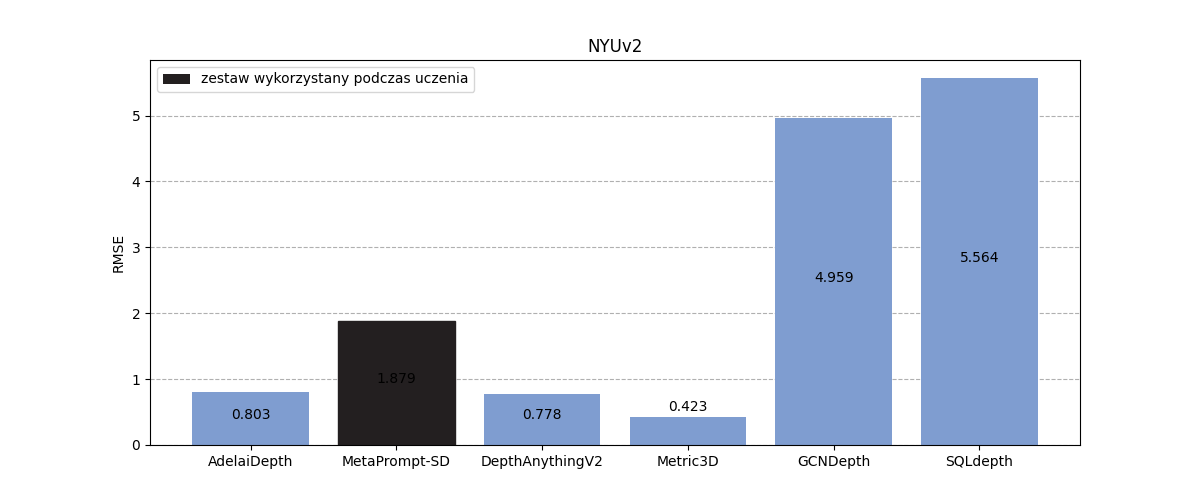 NYUv2
zestaw wykorzystany podczas uczenia
RMSE
5
4
3
2
1
0
0.803
1.879
0.778
0.423
4.959
5.564
AdelaiDepth
MetaPrompt-SD
DepthAnythingV2
Metric3D
GCNDepth
SQLdepth